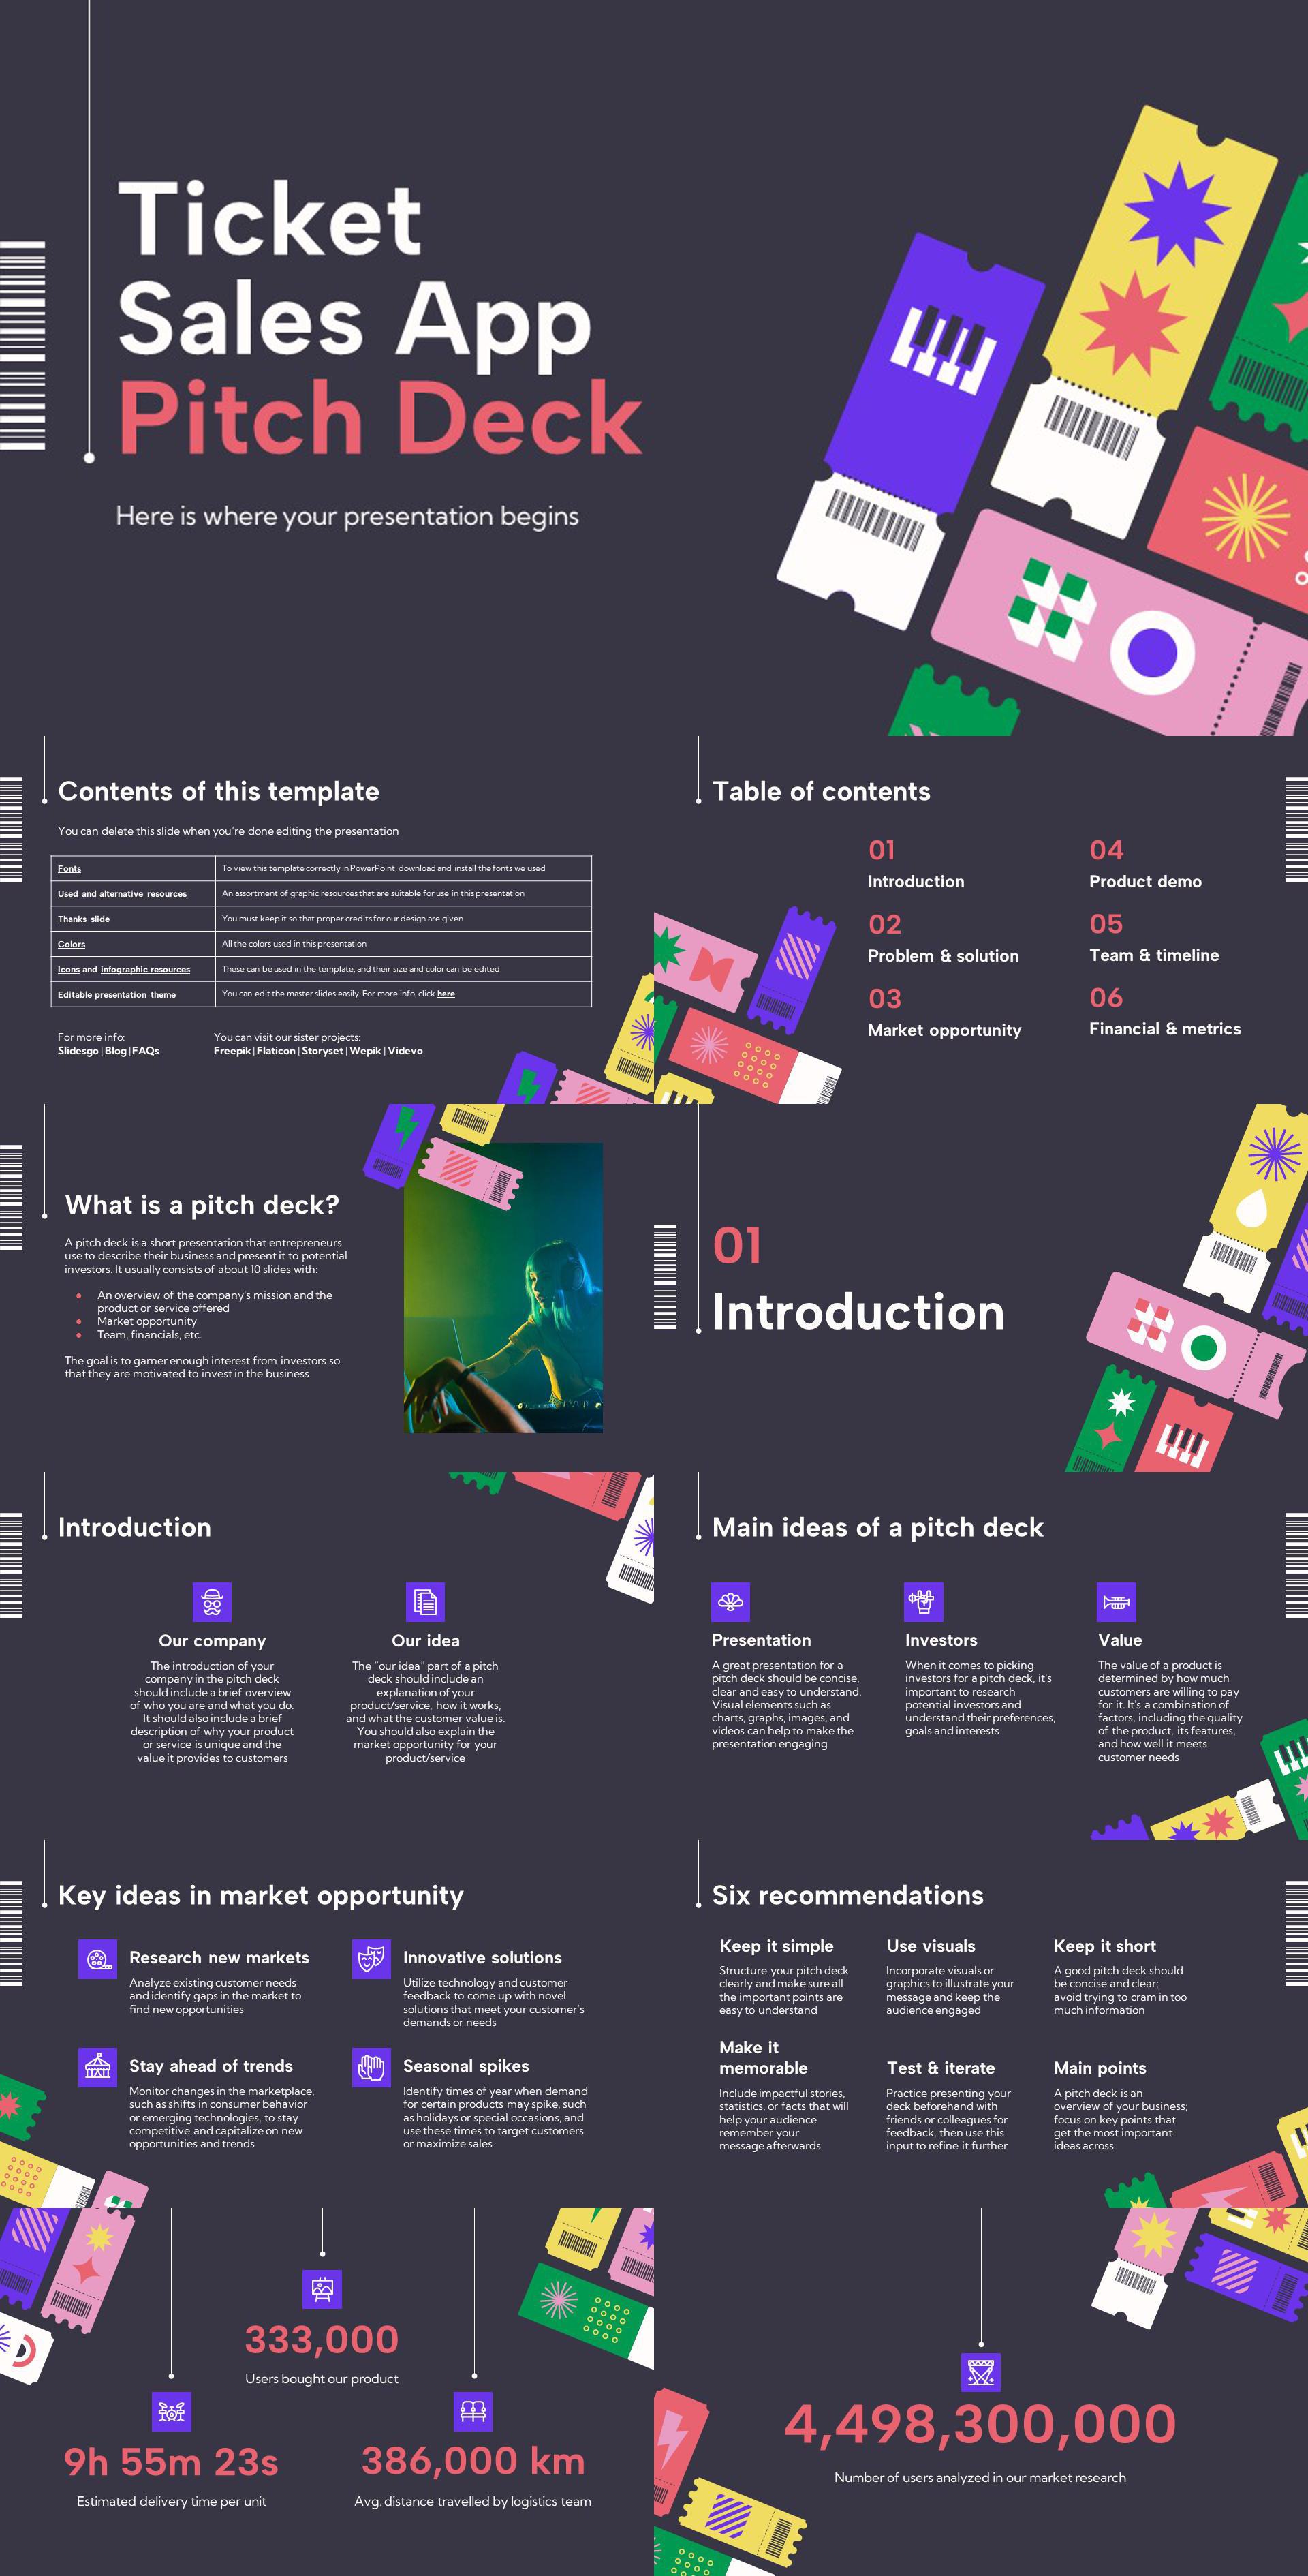 Ticket
Sales App
Pitch Deck
Here is where your presentation begins
Contents of this template
You can delete this slide when you're done editing the presentation
Fonts To view this template correctly in PowerPoint, download and install the fonts we used
Used and alternative resources An assortment of graphic resources that are suitable for use in this presentation
Thanks slide You must keep it so that proper credits for our design are given
Colors All the colors used in this presentation
Icons and infographic resources These can be used in the template, and their size and color can be edited
Editable presentation theme You can edit the master slides easily. For more info, click here
For more info:
Slidesgo | Blog | FAQs
You can visit our sister projects:
Freepik | Flaticon | Storyset | Wepik | Videvo
Table of contents
01
Introduction
02
Problem & solution
03
Market opportunity
04
Product demo
05
Team & timeline
06
Financial & metrics
What is a pitch deck?
A pitch deck is a short presentation that entrepreneurs
use to describe their business and present it to potential
investors. It usually consists of about 10 slides with:
● An overview of the company's mission and the
product or service offered
● Market opportunity
● Team, financials, etc.
The goal is to garner enough interest from investors so
that they are motivated to invest in the business
01
Introduction
Introduction
Our company
The introduction of your
company in the pitch deck
should include a brief overview
of who you are and what you do.
It should also include a brief
description of why your product
or service is unique and the
value it provides to customers
Our idea
The “our idea” part of a pitch
deck should include an
explanation of your
product/service, how it works,
and what the customer value is.
You should also explain the
market opportunity for your
product/service
Main ideas of a pitch deck
Presentation
A great presentation for a
pitch deck should be concise,
clear and easy to understand.
Visual elements such as
charts, graphs, images, and
videos can help to make the
presentation engaging
Investors
When it comes to picking
investors for a pitch deck, it's
important to research
potential investors and
understand their preferences,
goals and interests
Value
The value of a product is
determined by how much
customers are willing to pay
for it. It's a combination of
factors, including the quality
of the product, its features,
and how well it meets
customer needs
Key ideas in market opportunity
Research new markets
Analyze existing customer needs
and identify gaps in the market to
find new opportunities
Innovative solutions
Utilize technology and customer
feedback to come up with novel
solutions that meet your customer's
demands or needs
Stay ahead of trends
Monitor changes in the marketplace,
such as shifts in consumer behavior
or emerging technologies, to stay
competitive and capitalize on new
opportunities and trends
Seasonal spikes
Identify times of year when demand
for certain products may spike, such
as holidays or special occasions, and
use these times to target customers
or maximize sales
Six recommendations
Keep it simple
Structure your pitch deck
clearly and make sure all
the important points are
easy to understand
Use visuals
Incorporate visuals or
graphics to illustrate your
message and keep the
audience engaged
Keep it short
A good pitch deck should
be concise and clear;
avoid trying to cram in too
much information
Make it
memorable
Include impactful stories,
statistics, or facts that will
help your audience
remember your
message afterwards
Test & iterate
Practice presenting your
deck beforehand with
friends or colleagues for
feedback, then use this
input to refine it further
Main points
A pitch deck is an
overview of your business;
focus on key points that
get the most important
ideas across
333,000
Users bought our product
9h 55m 23s
Estimated delivery time per unit
386,000 km
Avg. distance travelled by logistics team
4,498,300,000
Number of users analyzed in our market research